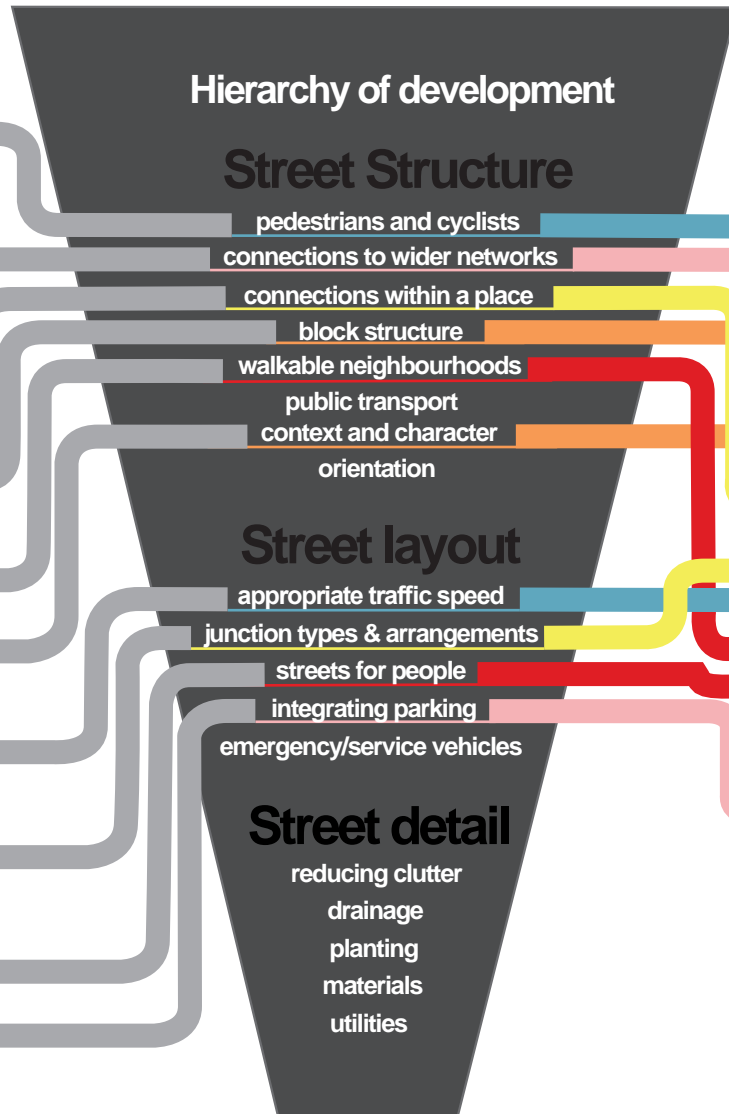 Hierarchy of development
Street Structure
pedestrians and cyclists
connections to wider networks
connections within a place
block structure
walkable neighbourhoods
public transport
context and character
orientation
Street layout
appropriate traffic speed
junction types & arrangements
streets for people
integrating parking
emergency/service vehicles
Street detail
reducing clutter
drainage
planting
materials
utilities